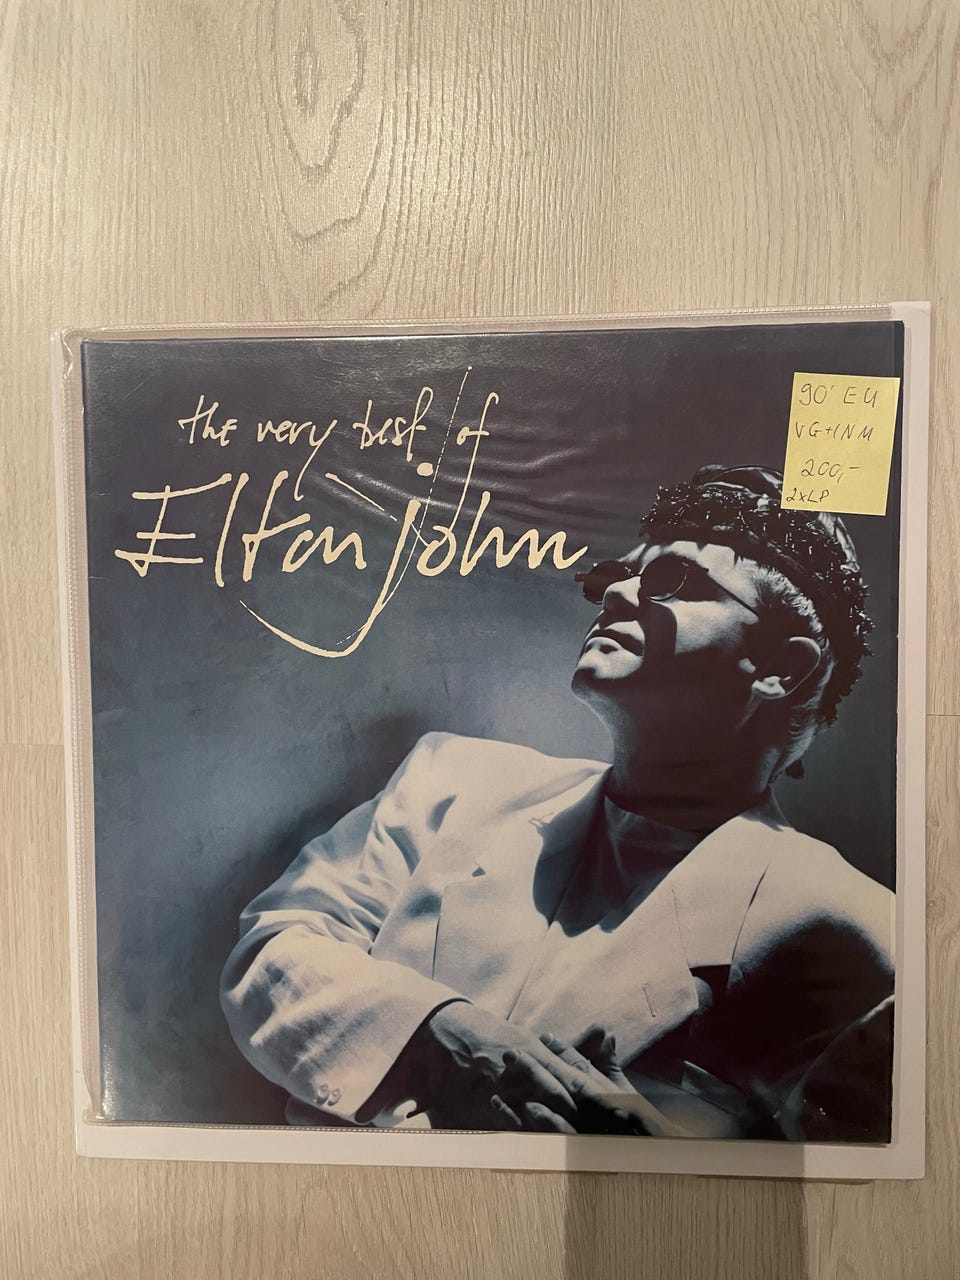 the very best of
Elton john
90' EU
VG+/NM
200,-
2xLP